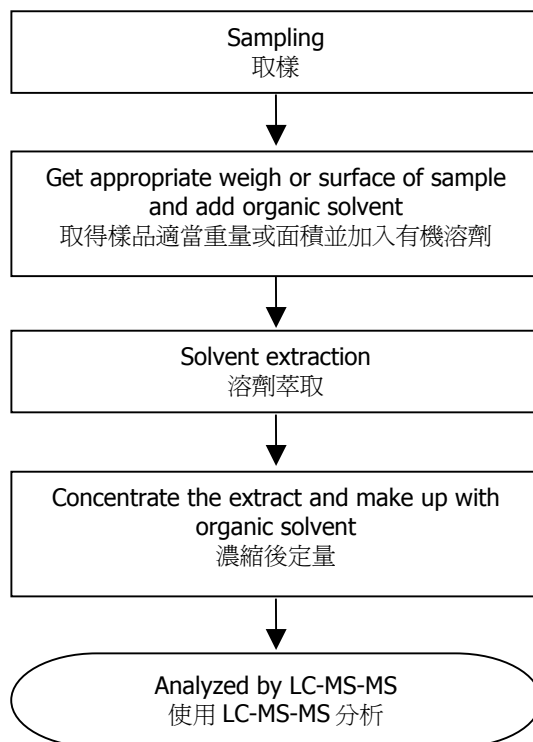 Sampling
取樣
Get appropriate weigh or surface of sample
and add organic solvent
取得樣品適當重量或面積並加入有機溶劑
Solvent extraction
溶劑萃取
Concentrate the extract and make up with
organic solvent
濃縮後定量
Analyzed by LC-MS-MS
使用 LC-MS-MS 分析